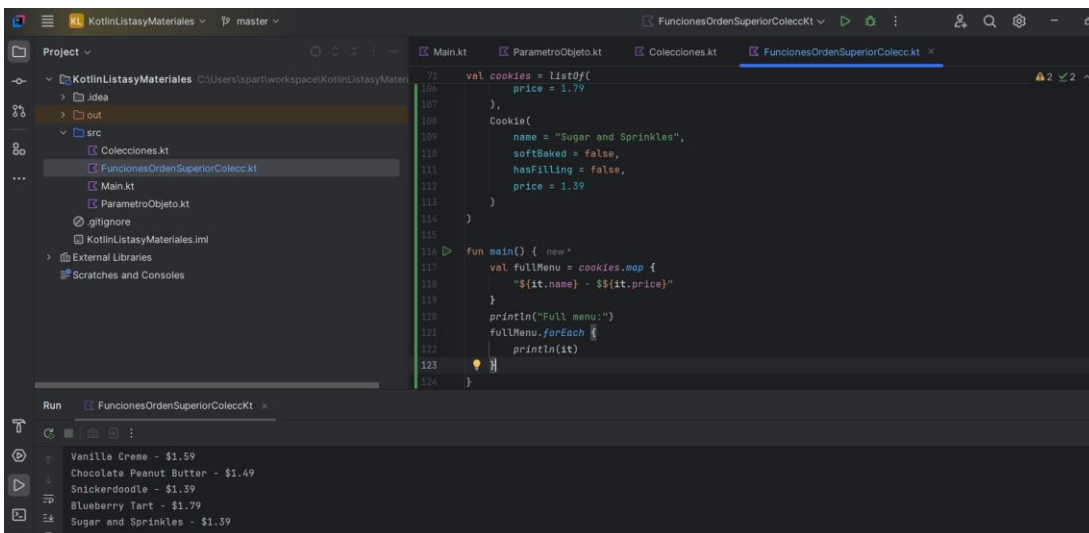 KL KotlinListasyMateriales master FuncionesOrdenSuperiorColeccKt
Project
Main.kt ParametroObjeto.kt Colecciones.kt FuncionesOrdenSuperiorColecc.kt
KotlinListasyMateriales C:\Users\spart\workspace\KotlinListasyMateri
.idea
out
src
Colecciones.kt
FuncionesOrdenSuperiorColecc.kt
Main.kt
ParametroObjeto.kt
.gitignore
KotlinListasyMateriales.iml
External Libraries
Scratches and Consoles
71 val cookies = listOf( 2 2
106 price = 1.79
107 ),
108 Cookie(
109 name = "Sugar and Sprinkles",
110 softBaked = false,
111 hasFilling = false,
112 price = 1.39
113 )
114 )
115
116 fun main() { new *
117 val fullMenu = cookies.map {
118 "${it.name} - $${it.price}"
119 }
120 println("Full menu:")
121 fullMenu.forEach {
122 println(it)
123 }
124 }
Run FuncionesOrdenSuperiorColeccKt
Vanilla Creme - $1.59
Chocolate Peanut Butter - $1.49
Snickerdoodle - $1.39
Blueberry Tart - $1.79
Sugar and Sprinkles - $1.39